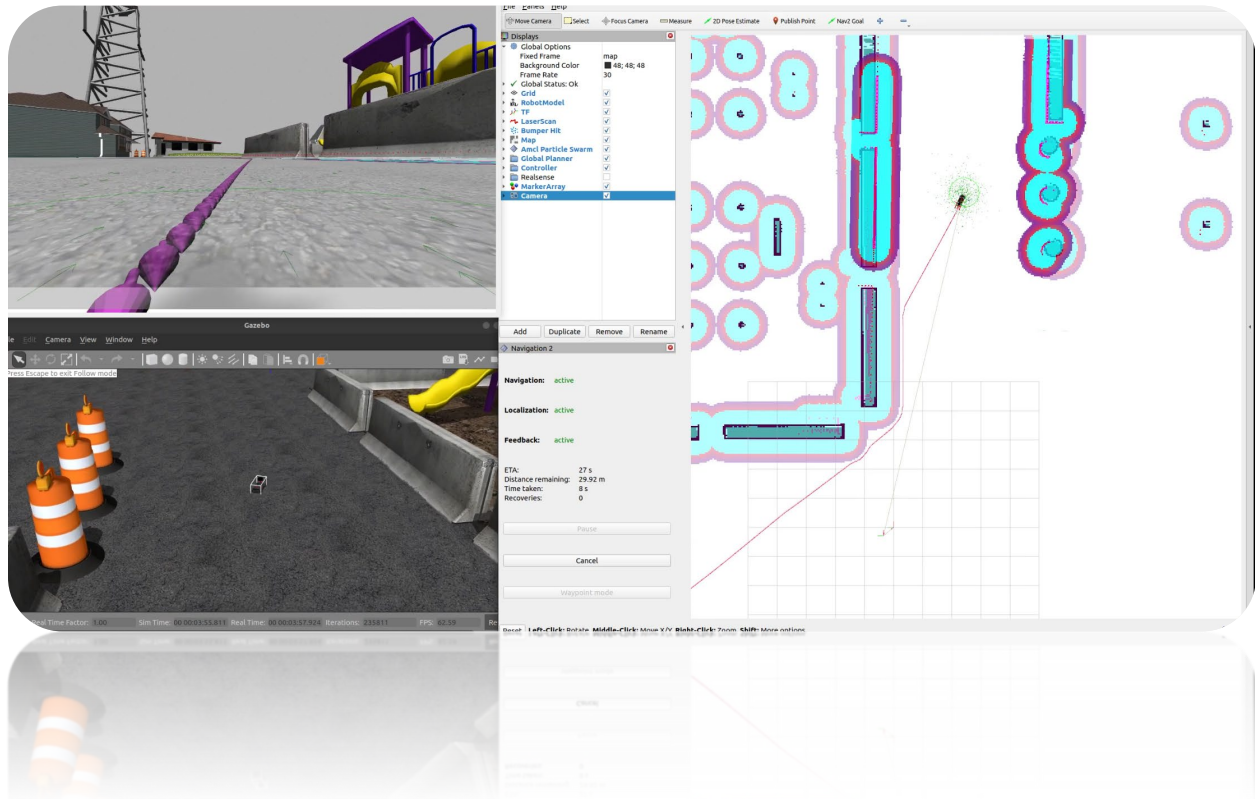 File Panels Help
Move Camera Select Focus Camera Measure 2D Pose Estimate Publish Point Nav2 Goal
Displays
Global Options
Fixed Frame map
Background Color 48; 48; 48
Frame Rate 30
Global Status: Ok
Grid
RobotModel
TF
LaserScan
Bumper Hit
Map
Amcl Particle Swarm
Global Planner
Controller
Realsense
MarkerArray
Camera
Add Duplicate Remove Rename
Navigation 2
Navigation: active
Localization: active
Feedback: active
ETA: 27 s
Distance remaining: 29.92 m
Time taken: 8 s
Recoveries: 0
Pause
Cancel
Waypoint mode
Reset Left-Click: Rotate Middle-Click: Move X/Y Right-Click: Zoom Shift: More options
Gazebo
le Edit Camera View Window Help
Press Escape to exit Follow mode
Real Time Factor: 1.00 Sim Time: 00 00:03:55.811 Real Time: 00 00:03:57.924 Iterations: 235811 FPS: 62.59 Re